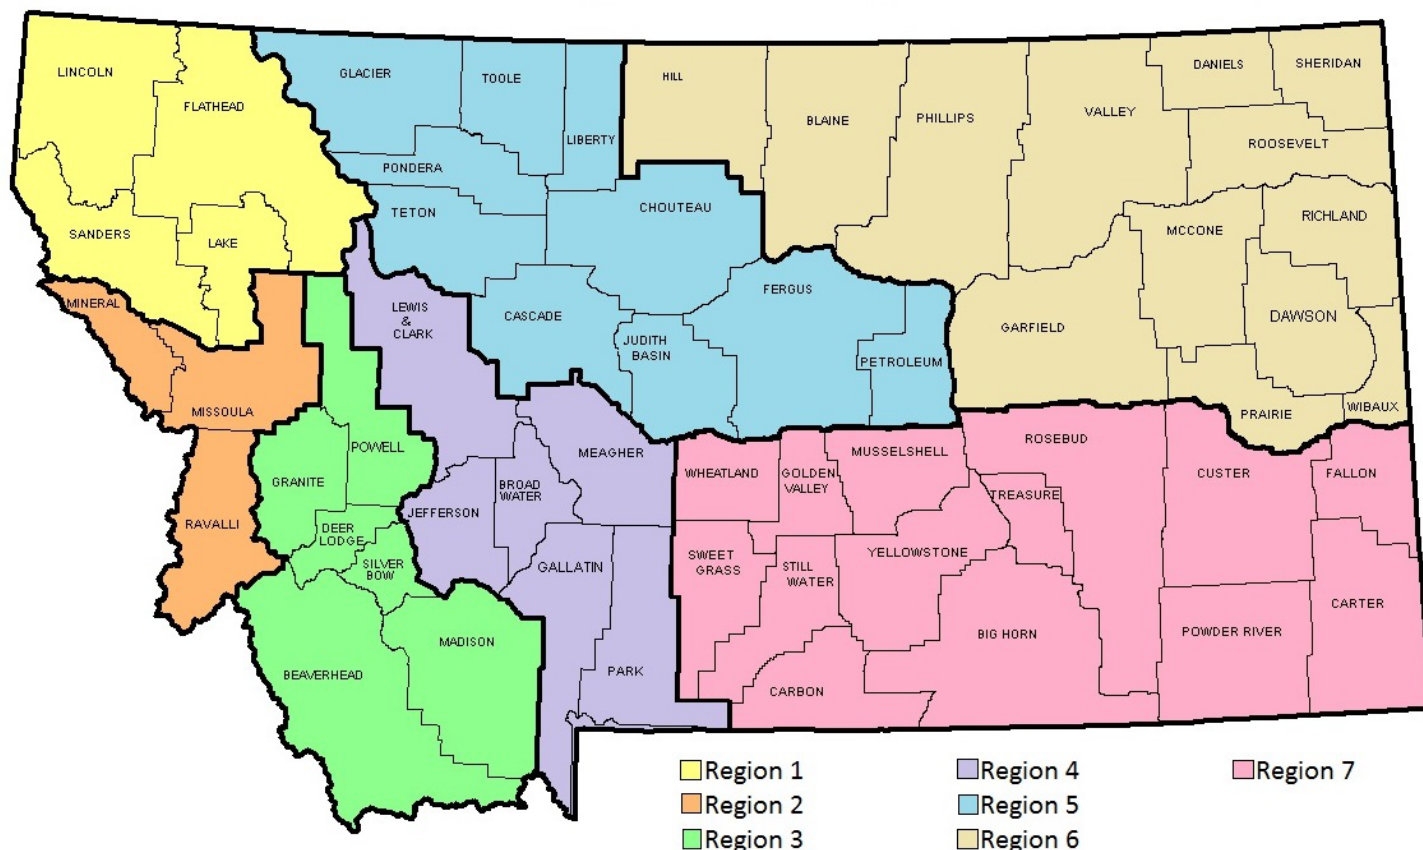 LINCOLN
FLATHEAD
GLACIER
TOOLE
LIBERTY
HILL
BLAINE
PHILLIPS
VALLEY
DANIELS
SHERIDAN
ROOSEVELT
PONDERA
TETON
CHOUTEAU
SANDERS
LAKE
MCCONE
RICHLAND
MINERAL
LEWIS
&
CLARK
CASCADE
JUDITH
BASIN
FERGUS
PETROLEUM
GARFIELD
DAWSON
PRAIRIE
WIBAUX
MISSOULA
POWELL
GRANITE
MEAGHER
BROAD
WATER
JEFFERSON
WHEATLAND
GOLDEN
VALLEY
MUSSELSHELL
ROSEBUD
TREASURE
CUSTER
FALLON
RAVALLI
DEER
LODGE
SILVER
BOW
GALLATIN
SWEET
GRASS
STILL
WATER
YELLOWSTONE
BEAVERHEAD
MADISON
PARK
CARBON
BIG HORN
POWDER RIVER
CARTER
Region 1
Region 2
Region 3
Region 4
Region 5
Region 6
Region 7